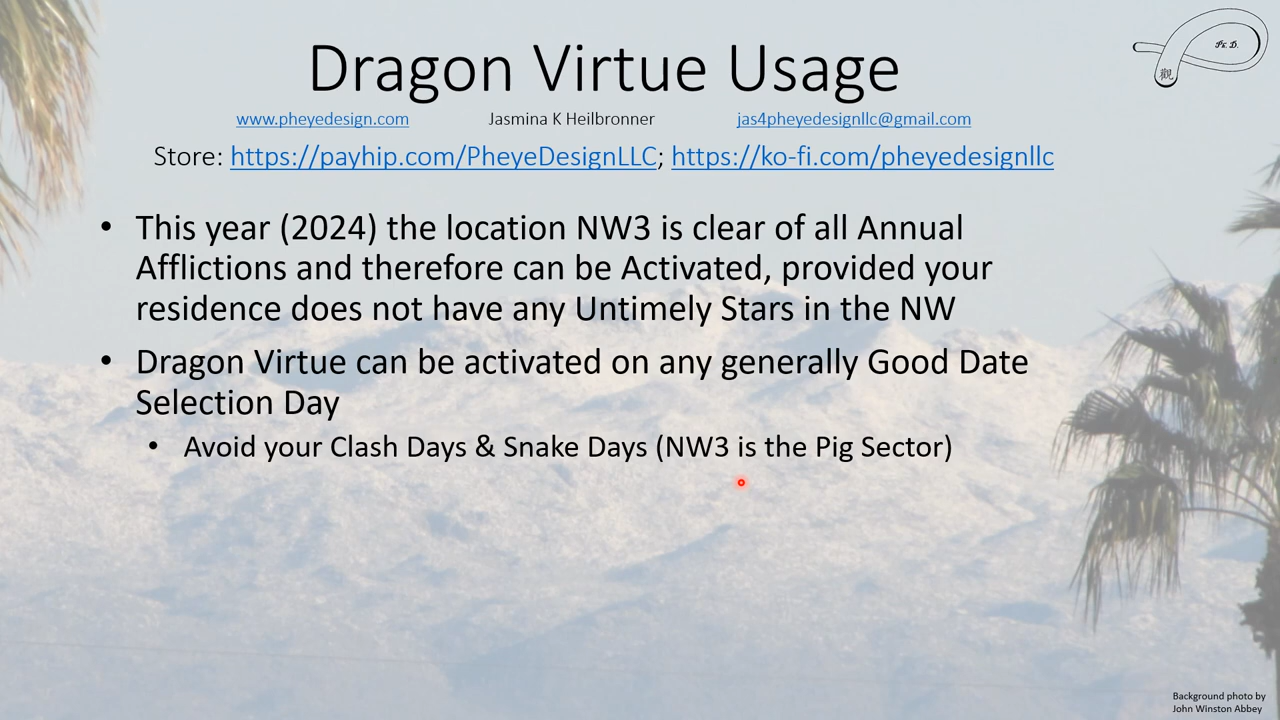 Dragon Virtue Usage
Ph. D.
觀
www.pheyedesign.com Jasmina K Heilbronner jas4pheyedesignllc@gmail.com
Store: https://payhip.com/PheyeDesignLLC; https://ko-fi.com/pheyedesignllc
• This year (2024) the location NW3 is clear of all Annual
Afflictions and therefore can be Activated, provided your
residence does not have any Untimely Stars in the NW
• Dragon Virtue can be activated on any generally Good Date
Selection Day
• Avoid your Clash Days & Snake Days (NW3 is the Pig Sector)
Background photo by
John Winston Abbey